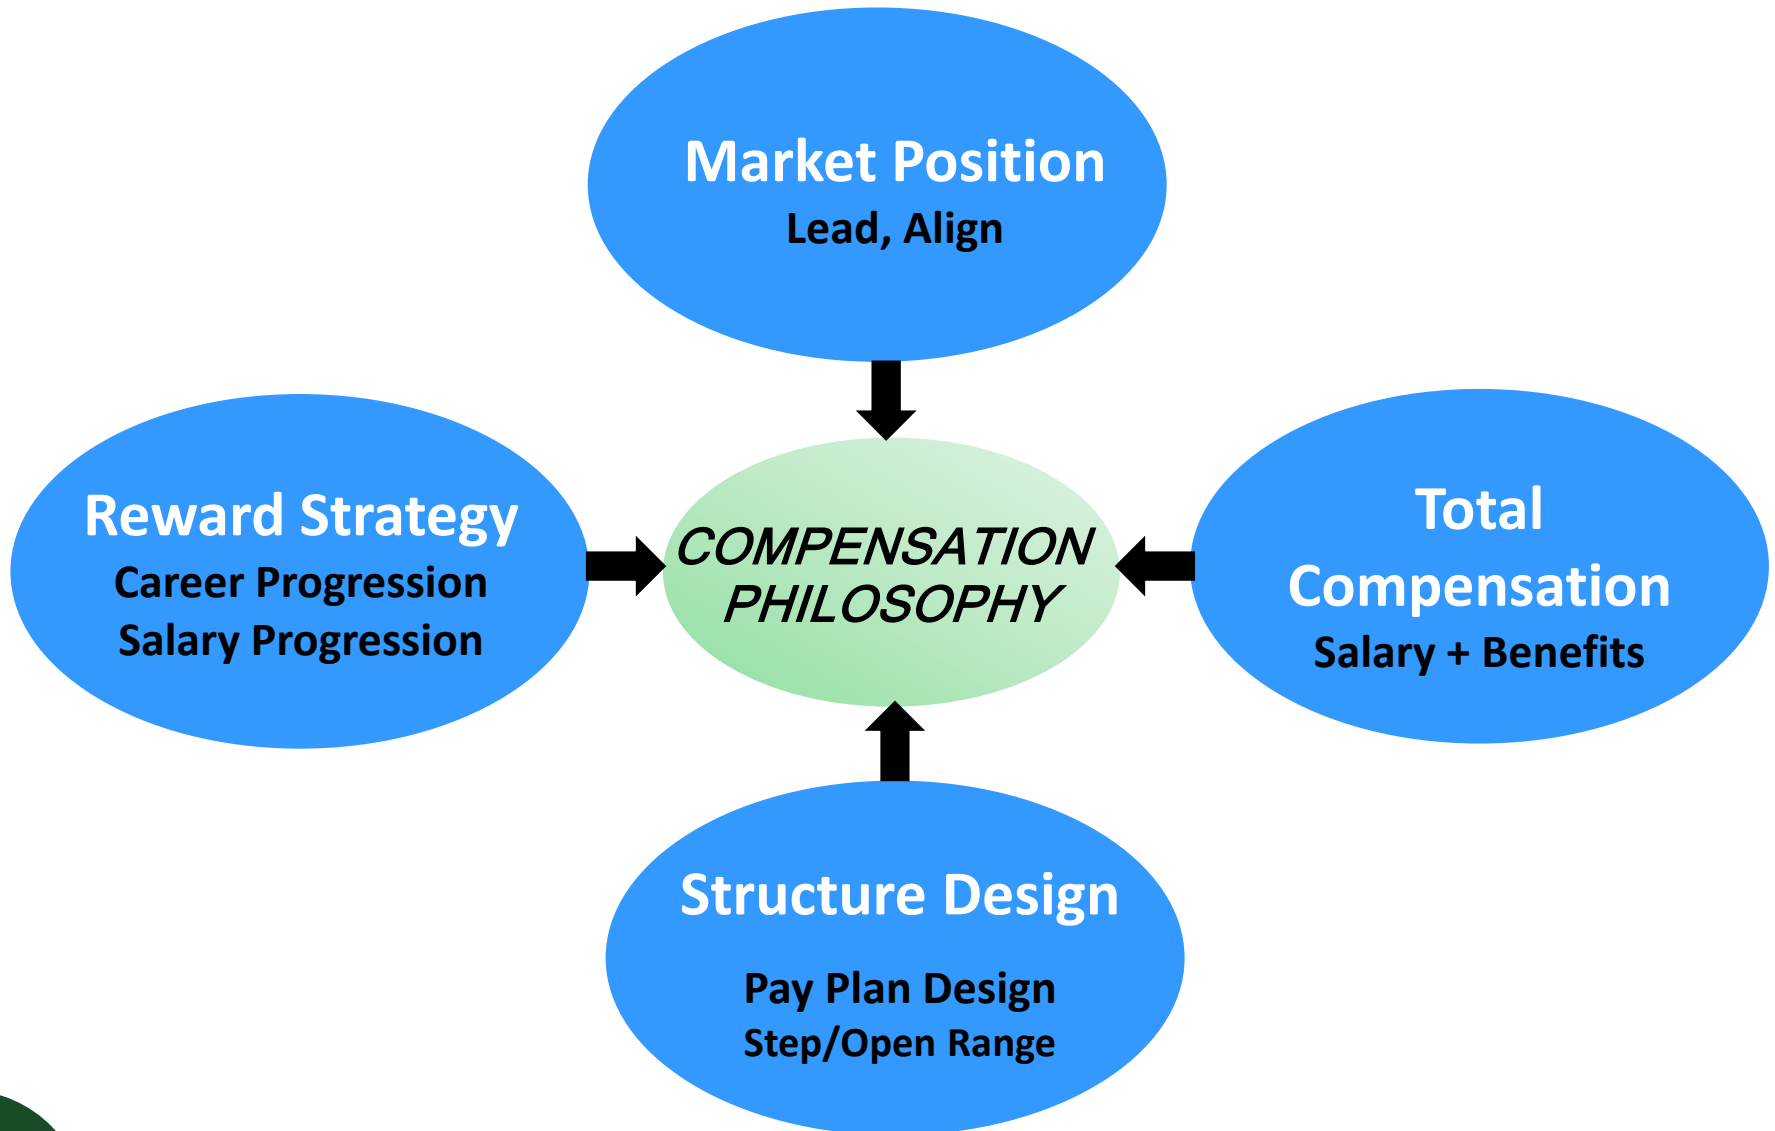 Market Position
Lead, Align
Reward Strategy
Career Progression
Salary Progression
COMPENSATION
PHILOSOPHY
Total
Compensation
Salary + Benefits
Structure Design
Pay Plan Design
Step/Open Range